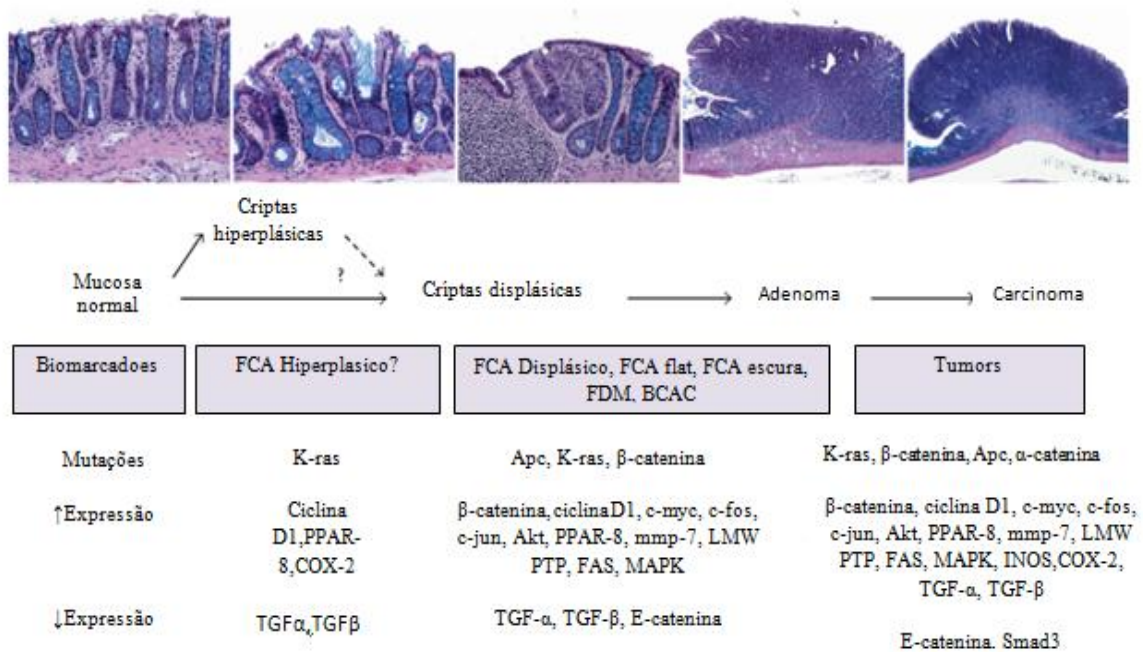 Criptas
hiperplásicas
?
Mucosa
normal
Criptas displásicas
Adenoma
Carcinoma
Biomarcadoes
FCA Hiperplasico?
FCA Displásico, FCA flat, FCA escura,
FDM, BCAC
Tumors
Mutações
K-ras
Apc, K-ras, β-catenina
K-ras, β-catenina, Apc, α-catenina
↑Expressão
Ciclina
D1,PPAR-
8,COX-2
β-catenina, ciclina D1, c-myc, c-fos,
c-jun, Akt, PPAR-8, mmp-7, LMW
PTP, FAS, MAPK
β-catenina, ciclina D1, c-myc, c-fos,
c-jun, Akt, PPAR-8, mmp-7, LMW
PTP, FAS, MAPK, INOS,COX-2,
TGF-α, TGF-β
↓Expressão
TGFα,,TGFβ
TGF-α, TGF-β, E-catenina
E-catenina, Smad3